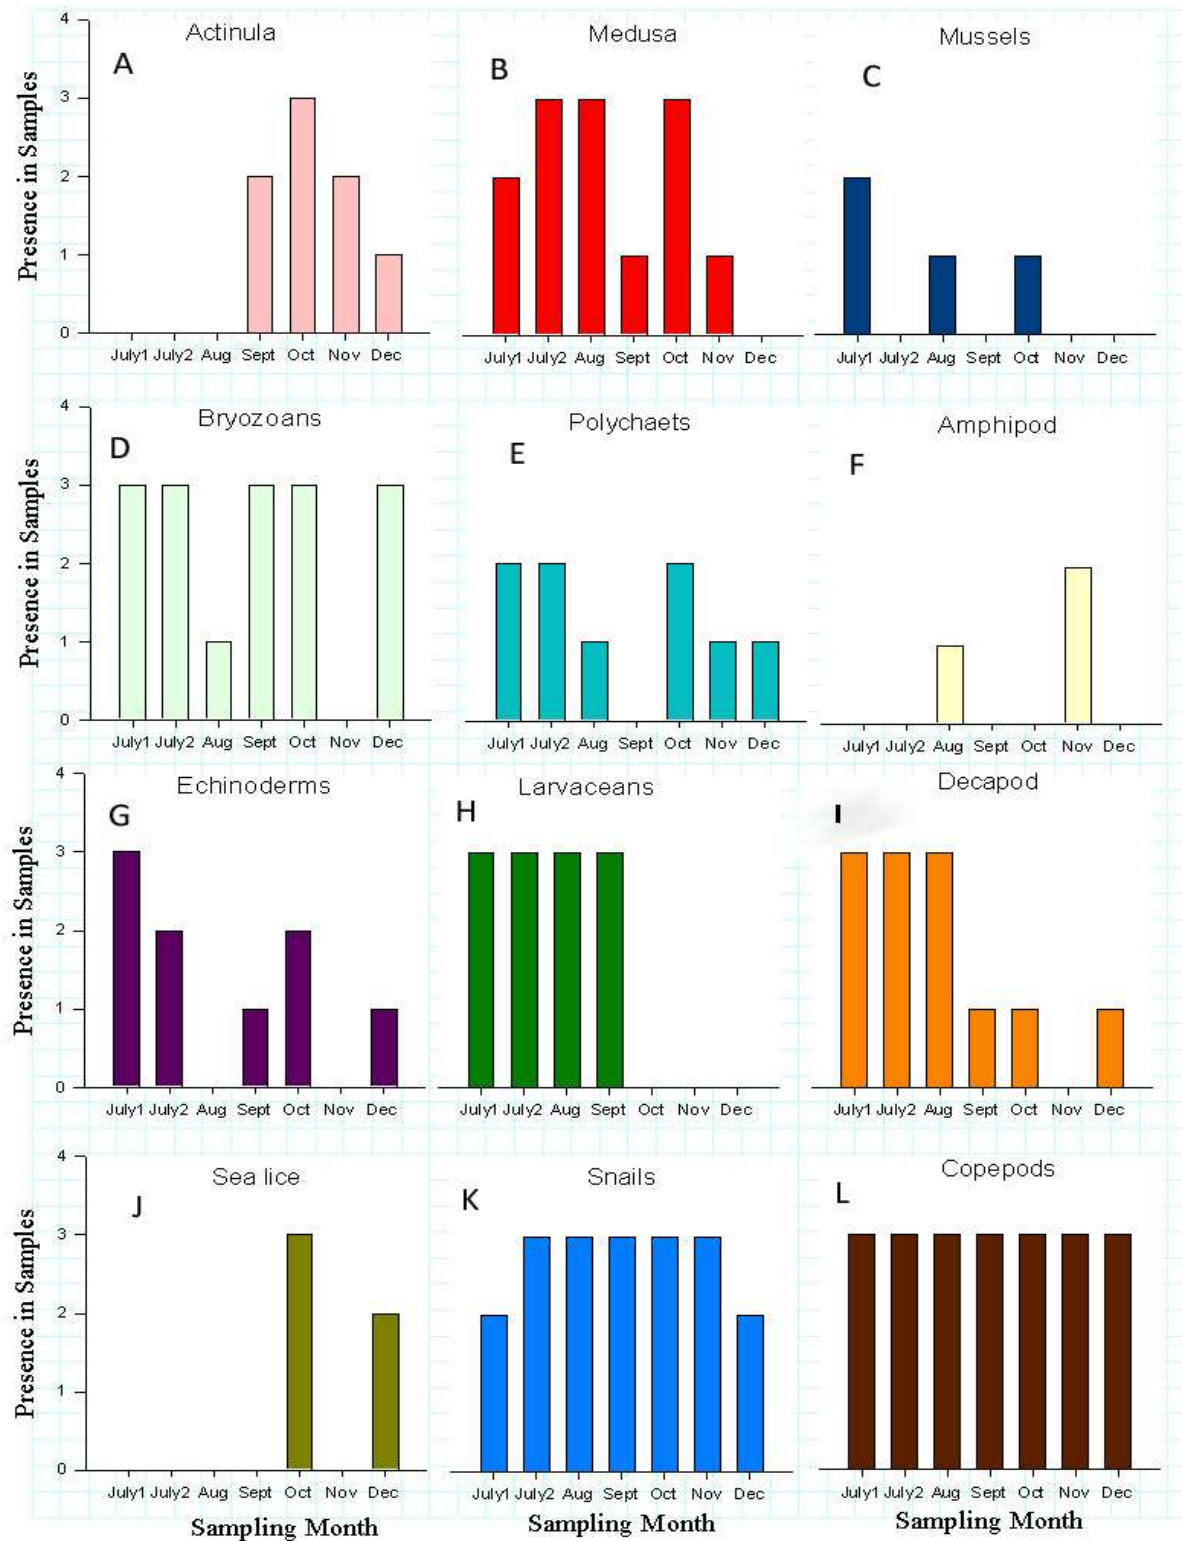 Actinula
A
4
3
2
1
0
Presence in Samples
July1 July2 Aug Sept Oct Nov Dec
Medusa
B
July1 July2 Aug Sept Oct Nov Dec
Mussels
C
July1 July2 Aug Sept Oct Nov Dec
Bryozoans
D
4
3
2
1
0
Presence in Samples
July1 July2 Aug Sept Oct Nov Dec
Polychaets
E
July1 July2 Aug Sept Oct Nov Dec
Amphipod
F
July1 July2 Aug Sept Oct Nov Dec
Echinoderms
G
4
3
2
1
0
Presence in Samples
July1 July2 Aug Sept Oct Nov Dec
Larvaceans
H
July1 July2 Aug Sept Oct Nov Dec
Decapod
I
July1 July2 Aug Sept Oct Nov Dec
Sea lice
J
4
3
2
1
0
Presence in Samples
July1 July2 Aug Sept Oct Nov Dec
Sampling Month
Snails
K
July1 July2 Aug Sept Oct Nov Dec
Sampling Month
Copepods
L
July1 July2 Aug Sept Oct Nov Dec
Sampling Month